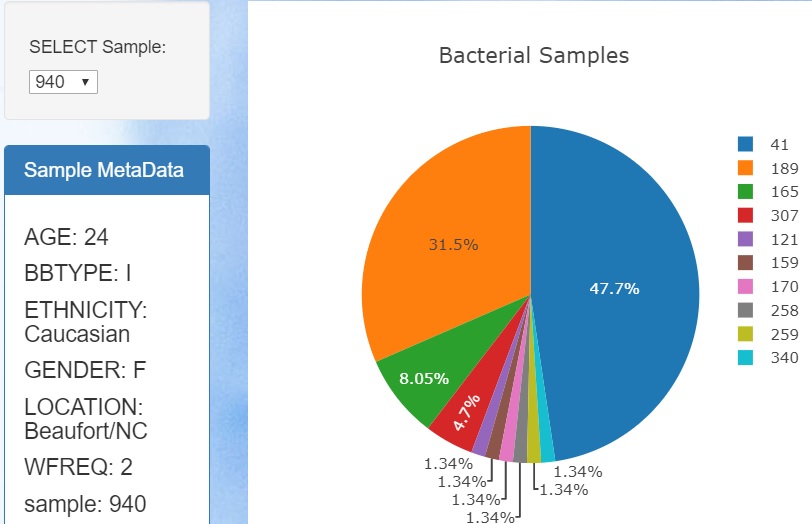 SELECT Sample:
940
Sample MetaData
AGE: 24
BBTYPE: I
ETHNICITY:
Caucasian
GENDER: F
LOCATION:
Beaufort/NC
WFREQ: 2
sample: 940
Bacterial Samples
47.7%
31.5%
8.05%
4.7%
1.34%
1.34%
1.34%
1.34%
1.34%
1.34%
41
189
165
307
121
159
170
258
259
340